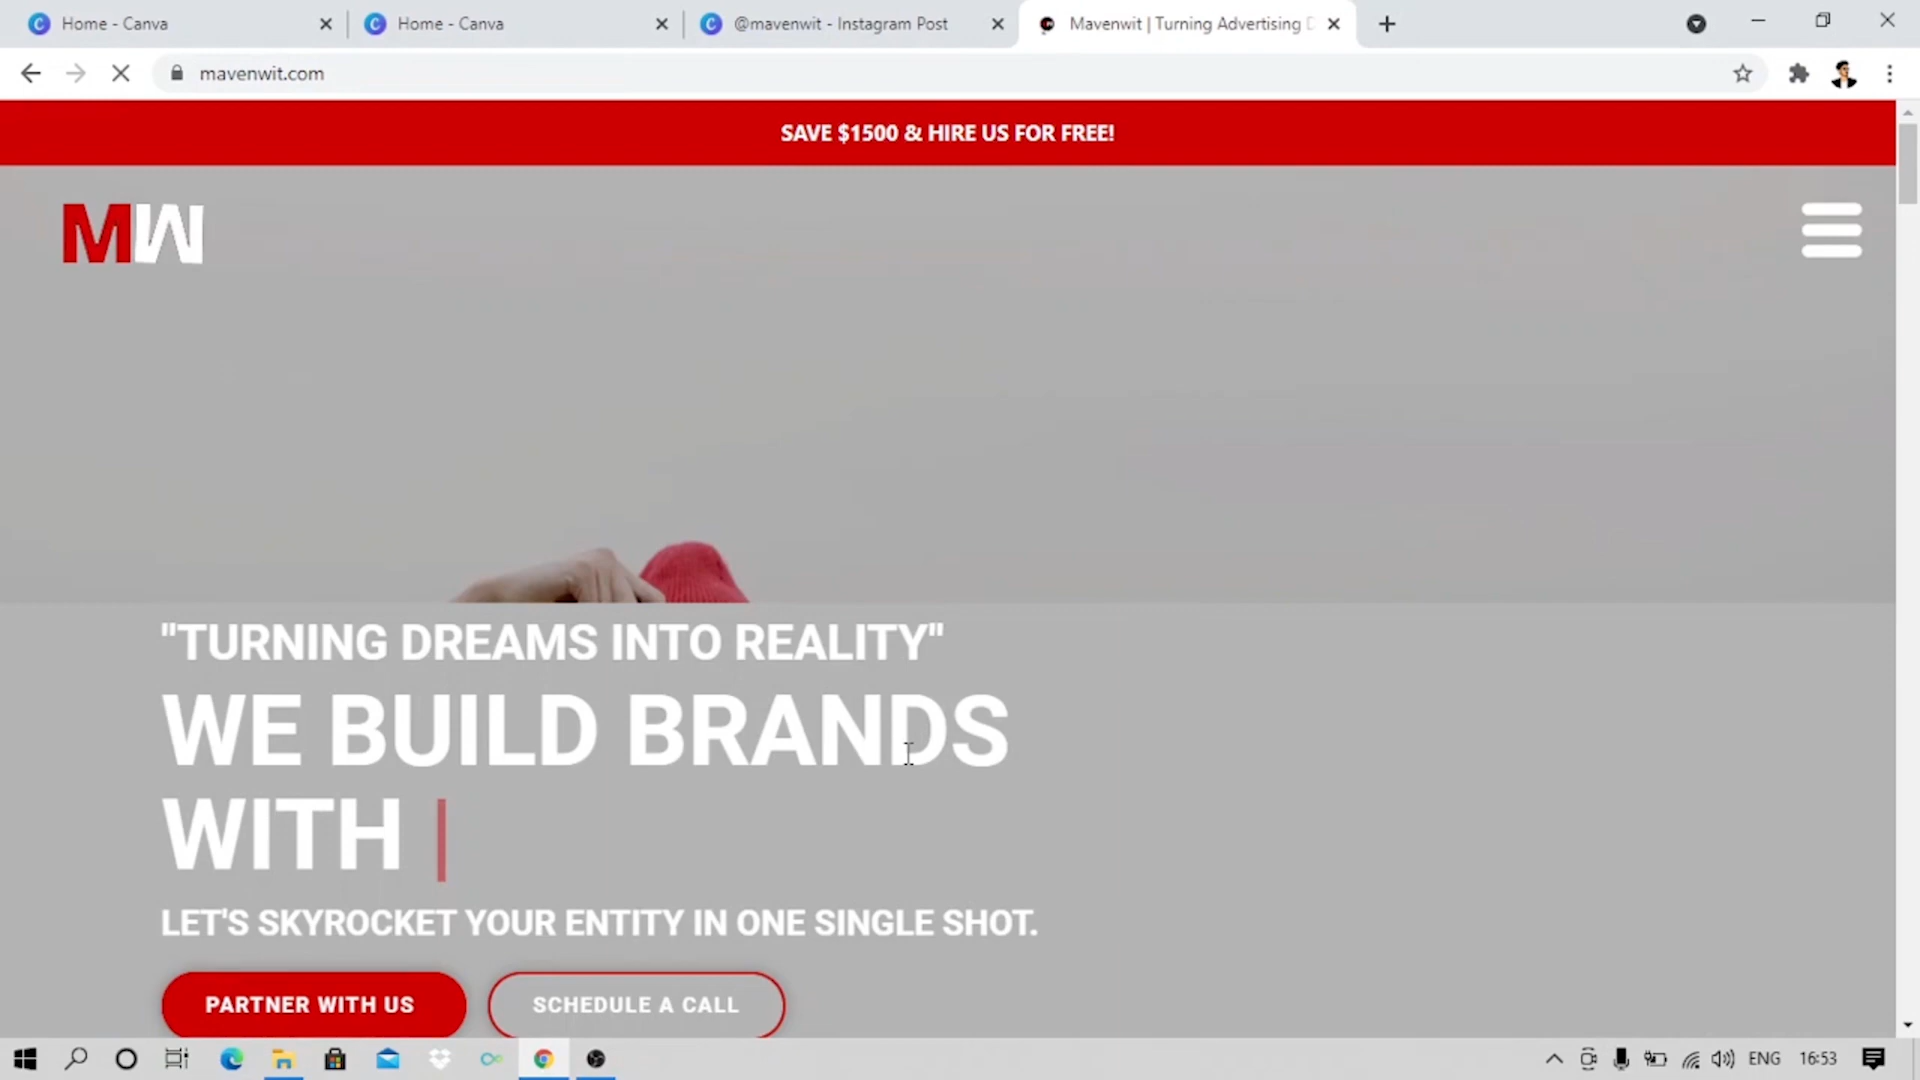 Home - Canva
Home - Canva
@mavenwit - Instagram Post
Mavenwit | Turning Advertising D
mavenwit.com
SAVE $1500 & HIRE US FOR FREE!
MW
"TURNING DREAMS INTO REALITY"
WE BUILD BRANDS
WITH
LET'S SKYROCKET YOUR ENTITY IN ONE SINGLE SHOT.
PARTNER WITH US
SCHEDULE A CALL
ENG
16:53